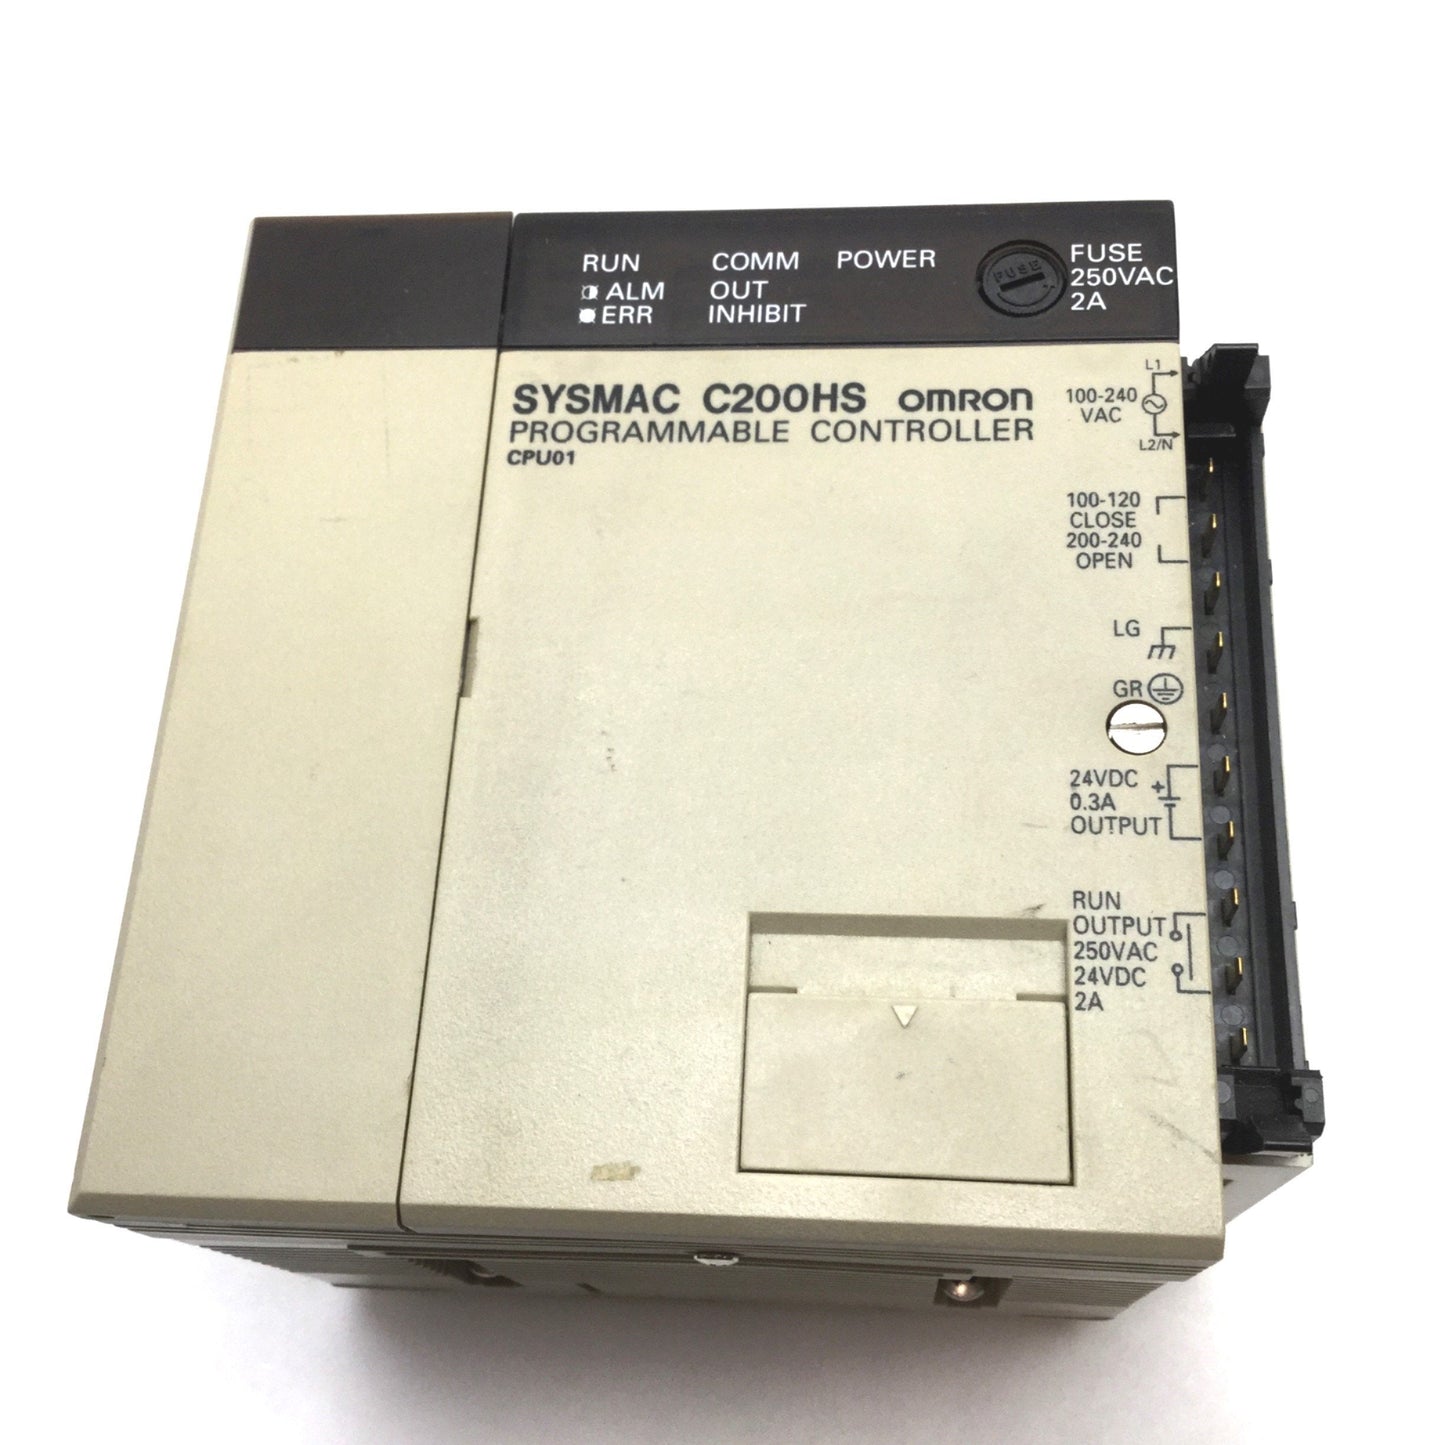 RUN COMM POWER
ALM OUT
ERR INHIBIT
FUSE
FUSE
250VAC
2A
SYSMAC C200HS OMRON
PROGRAMMABLE CONTROLLER
CPU01
L1
100-240
VAC
L2/N
100-120
CLOSE
200-240
OPEN
LG
GR
24VDC
0.3A
OUTPUT
+
RUN
OUTPUT
250VAC
24VDC
2A